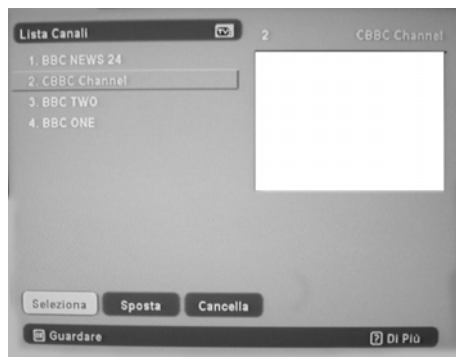 Lista Canali TV
2 CBBC Channel
1. BBC NEWS 24
2. CBBC Channel
3. BBC TWO
4. BBC ONE
Seleziona Sposta Cancella
Guardare
? Di Più